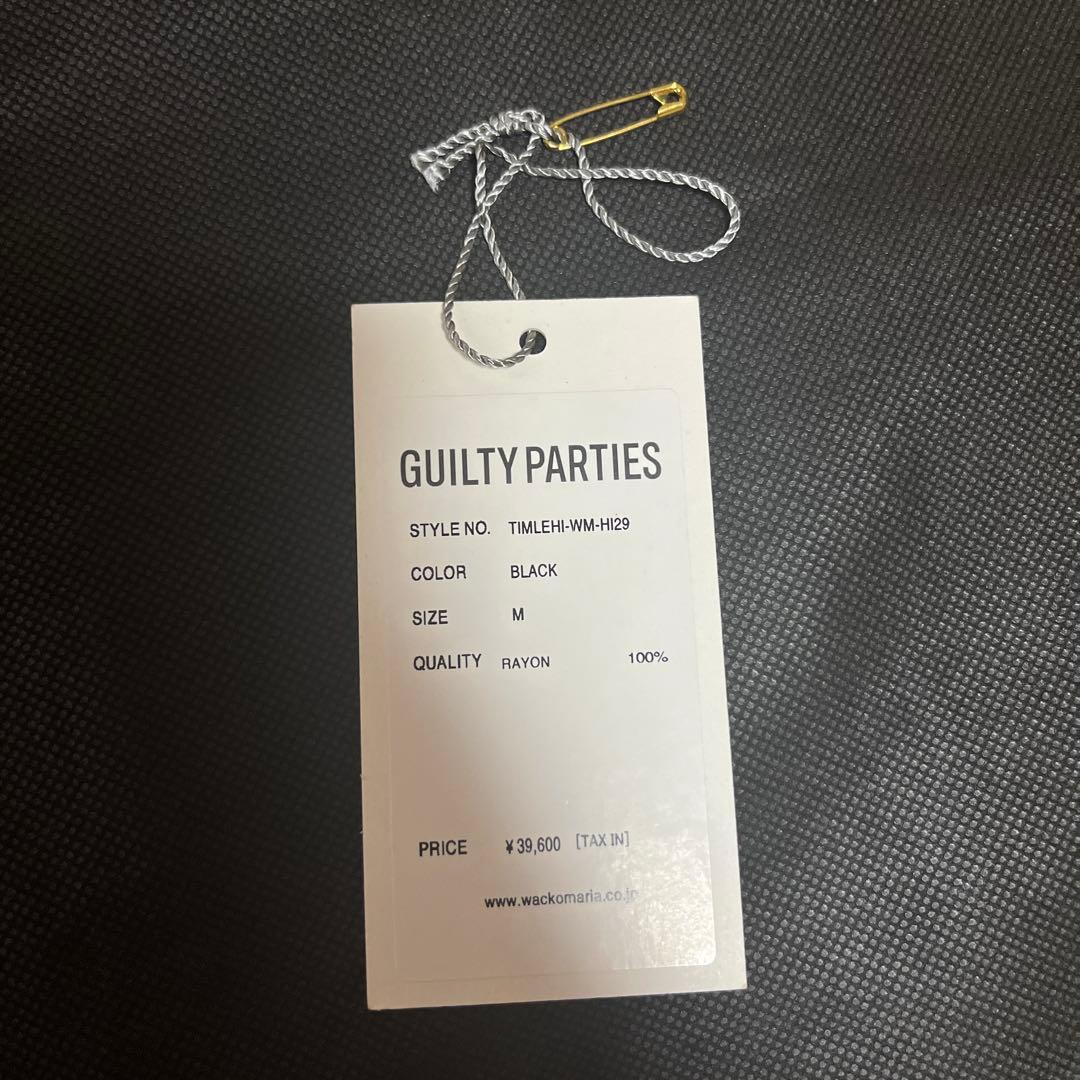 GUILTY PARTIES
STYLE NO. TIMLEHI-WM-HI29
COLOR BLACK
SIZE M
QUALITY RAYON 100%
PRICE ¥39,600 [TAX IN]
www.wackomaria.co.jp